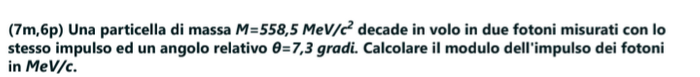 (7m,6p) Una particella di massa M=558,5 MeV/c² decade in volo in due fotoni misurati con lo
stesso impulso ed un angolo relativo θ=7,3 gradi. Calcolare il modulo dell'impulso dei fotoni
in MeV/c.